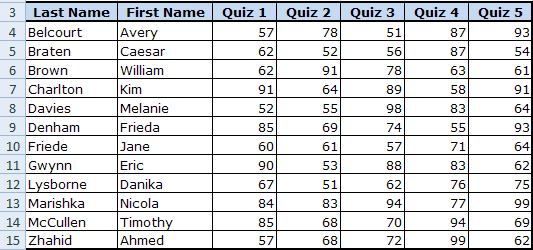 3 Last Name First Name Quiz 1 Quiz 2 Quiz 3 Quiz 4 Quiz 5
4 Belcourt Avery 57 78 51 87 93
5 Braten Caesar 62 52 56 87 54
6 Brown William 62 91 78 63 61
7 Charlton Kim 91 64 89 58 91
8 Davies Melanie 52 55 98 83 64
9 Denham Frieda 85 69 74 55 93
10 Friede Jane 60 61 57 71 64
11 Gwynn Eric 90 53 88 83 62
12 Lysborne Danika 67 51 62 76 75
13 Marishka Nicola 84 83 94 77 99
14 McCullen Timothy 85 68 70 94 69
15 Zhahid Ahmed 57 68 72 99 62